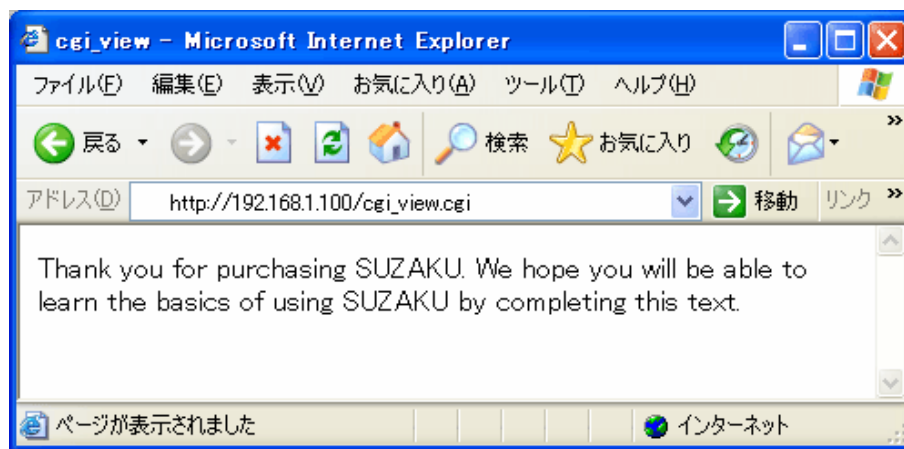 cgi_view - Microsoft Internet Explorer
ファイル(F) 編集(E) 表示(V) お気に入り(A) ツール(T) ヘルプ(H)
戻る 検索 お気に入り »
アドレス(D) http://192.168.1.100/cgi_view.cgi 移動 リンク »
Thank you for purchasing SUZAKU. We hope you will be able to
learn the basics of using SUZAKU by completing this text.
ページが表示されました インターネット